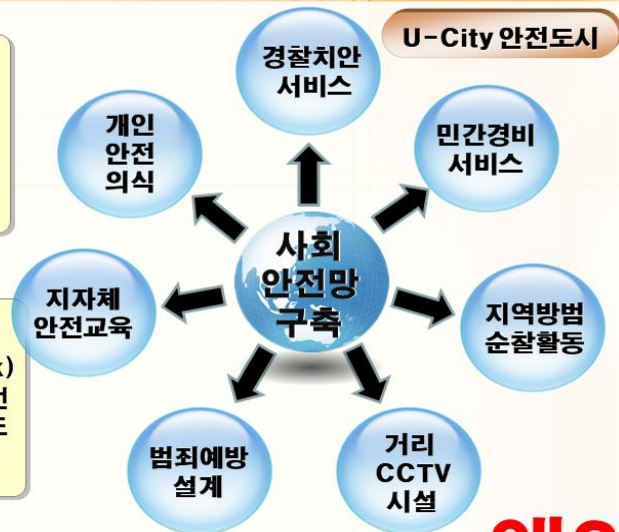 U-City 안전도시
경찰치안
서비스
민간경비
서비스
지역방범
순찰활동
거리
CCTV
시설
범죄예방
설계
지자체
안전교육
개인
안전
의식
사회
안전망
구축